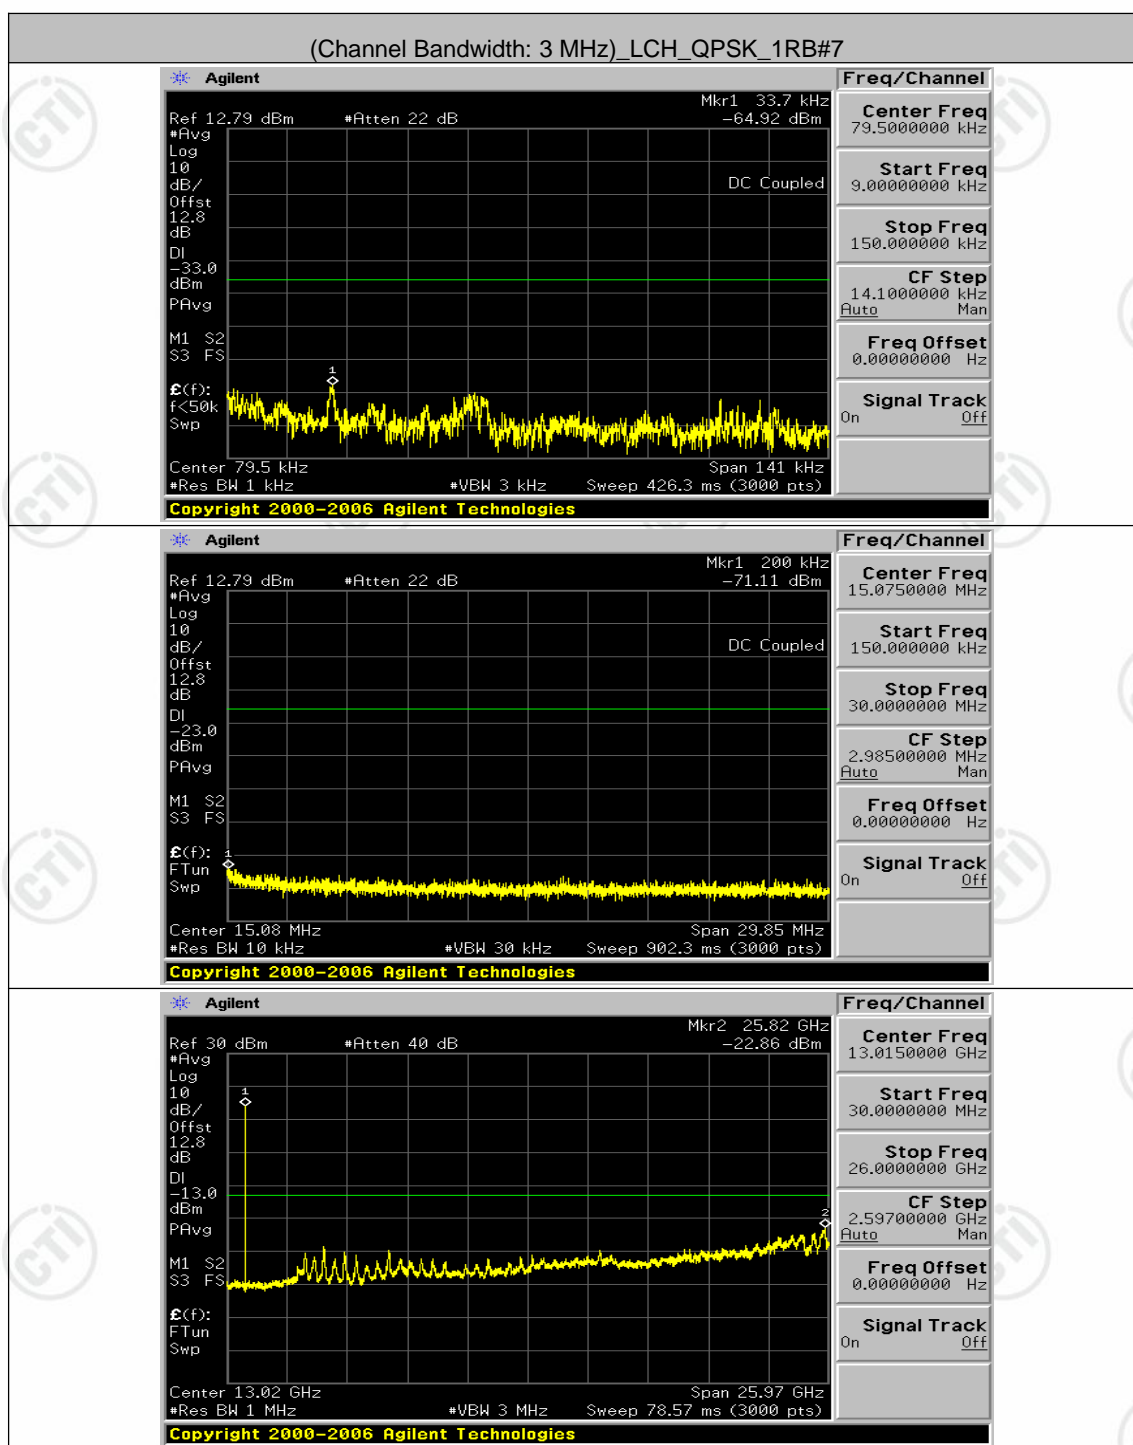 (Channel Bandwidth: 3 MHz)_LCH_QPSK_1RB#7
Agilent
Freq/Channel
Mkr1 33.7 kHz
Ref 12.79 dBm #Atten 22 dB -64.92 dBm
#Avg
Log
10
dB/
Offst
12.8
dB
DI
-33.0
dBm
PAvg
M1 S2
S3 FS
£(f):
f<50k
Swp
DC Coupled
1
Center 79.5 kHz Span 141 kHz
#Res BW 1 kHz #VBW 3 kHz Sweep 426.3 ms (3000 pts)
Copyright 2000-2006 Agilent Technologies
Center Freq
79.5000000 kHz
Start Freq
9.00000000 kHz
Stop Freq
150.000000 kHz
CF Step
14.1000000 kHz
Auto Man
Freq Offset
0.00000000 Hz
Signal Track
On Off
Agilent
Freq/Channel
Mkr1 200 kHz
Ref 12.79 dBm #Atten 22 dB -71.11 dBm
#Avg
Log
10
dB/
Offst
12.8
dB
DI
-23.0
dBm
PAvg
M1 S2
S3 FS
£(f):
FTun
Swp
DC Coupled
1
Center 15.08 MHz Span 29.85 MHz
#Res BW 10 kHz #VBW 30 kHz Sweep 902.3 ms (3000 pts)
Copyright 2000-2006 Agilent Technologies
Center Freq
15.0750000 MHz
Start Freq
150.000000 kHz
Stop Freq
30.0000000 MHz
CF Step
2.98500000 MHz
Auto Man
Freq Offset
0.00000000 Hz
Signal Track
On Off
Agilent
Freq/Channel
Mkr2 25.82 GHz
Ref 30 dBm #Atten 40 dB -22.86 dBm
#Avg
Log
10
dB/
Offst
12.8
dB
DI
-13.0
dBm
PAvg
M1 S2
S3 FS
£(f):
FTun
Swp
1
2
Center 13.02 GHz Span 25.97 GHz
#Res BW 1 MHz #VBW 3 MHz Sweep 78.57 ms (3000 pts)
Copyright 2000-2006 Agilent Technologies
Center Freq
13.0150000 GHz
Start Freq
30.0000000 MHz
Stop Freq
26.0000000 GHz
CF Step
2.59700000 GHz
Auto Man
Freq Offset
0.00000000 Hz
Signal Track
On Off
CTI
CTI
CTI
CTI
CTI
CTI
CTI
CTI